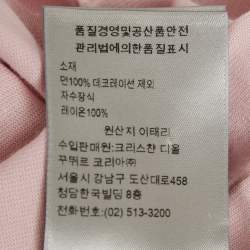 품질경영및공산품안전
관리법에의한품질표시
소재
면100% 데크레이션 제외
자수장식
레이온100%
원산지 이태리
수입판매원:크리스챤 디올
꾸뛰르 코리아㈜
서울시 강남구 도산대로458
청담한국빌딩 8층
전화번호:(02) 513-3200